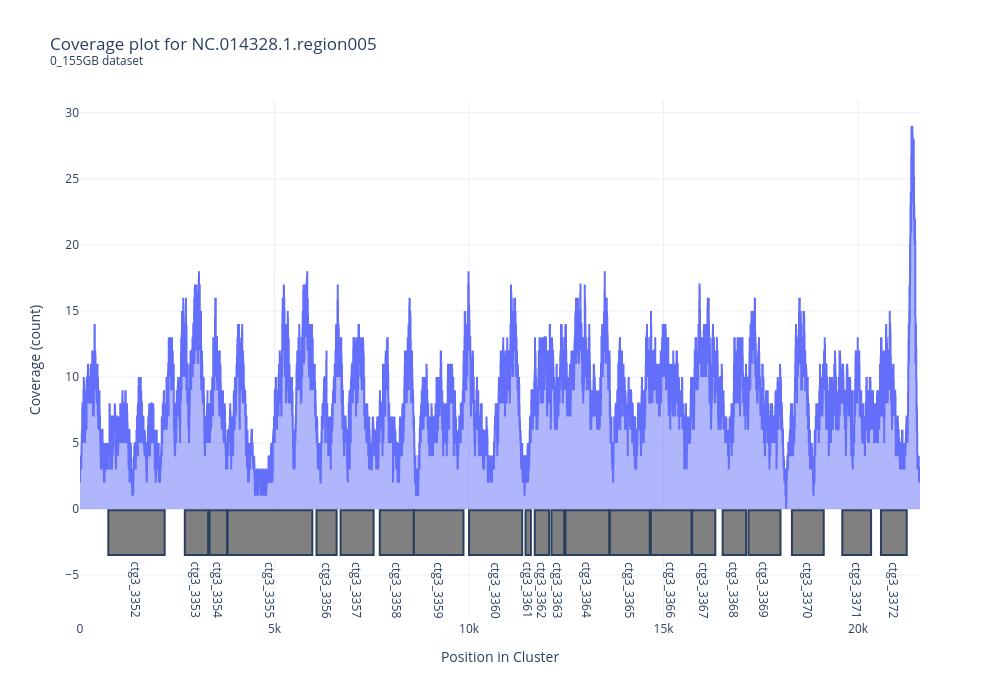 Coverage plot for NC.014328.1.region005
0_155GB dataset
30
25
20
15
10
5
0
−5
Coverage (count)
ctg3_3352
ctg3_3353
ctg3_3354
ctg3_3355
ctg3_3356
ctg3_3357
ctg3_3358
ctg3_3359
ctg3_3360
ctg3_3361
ctg3_3362
ctg3_3363
ctg3_3364
ctg3_3365
ctg3_3366
ctg3_3367
ctg3_3368
ctg3_3369
ctg3_3370
ctg3_3371
ctg3_3372
0 5k 10k 15k 20k
Position in Cluster